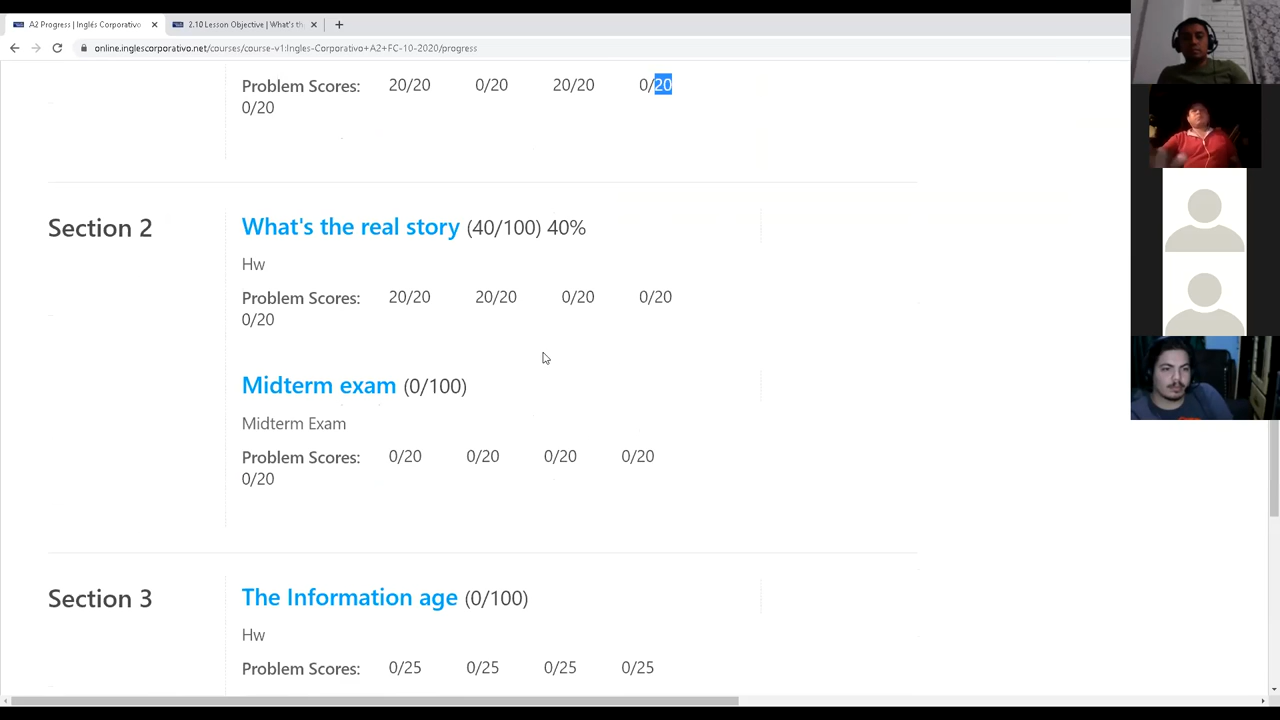 A2 Progress | Inglés Corporativo
2.10 Lesson Objective | "What's th
online.inglescorporativo.net/courses/course-v1:Ingles-Corporativo+A2+FC-10-2020/progress
Problem Scores: 20/20 0/20 20/20 0/20
0/20
Section 2
What's the real story (40/100) 40%
Hw
Problem Scores: 20/20 20/20 0/20 0/20
0/20
Midterm exam (0/100)
Midterm Exam
Problem Scores: 0/20 0/20 0/20 0/20
0/20
Section 3
The Information age (0/100)
Hw
Problem Scores: 0/25 0/25 0/25 0/25